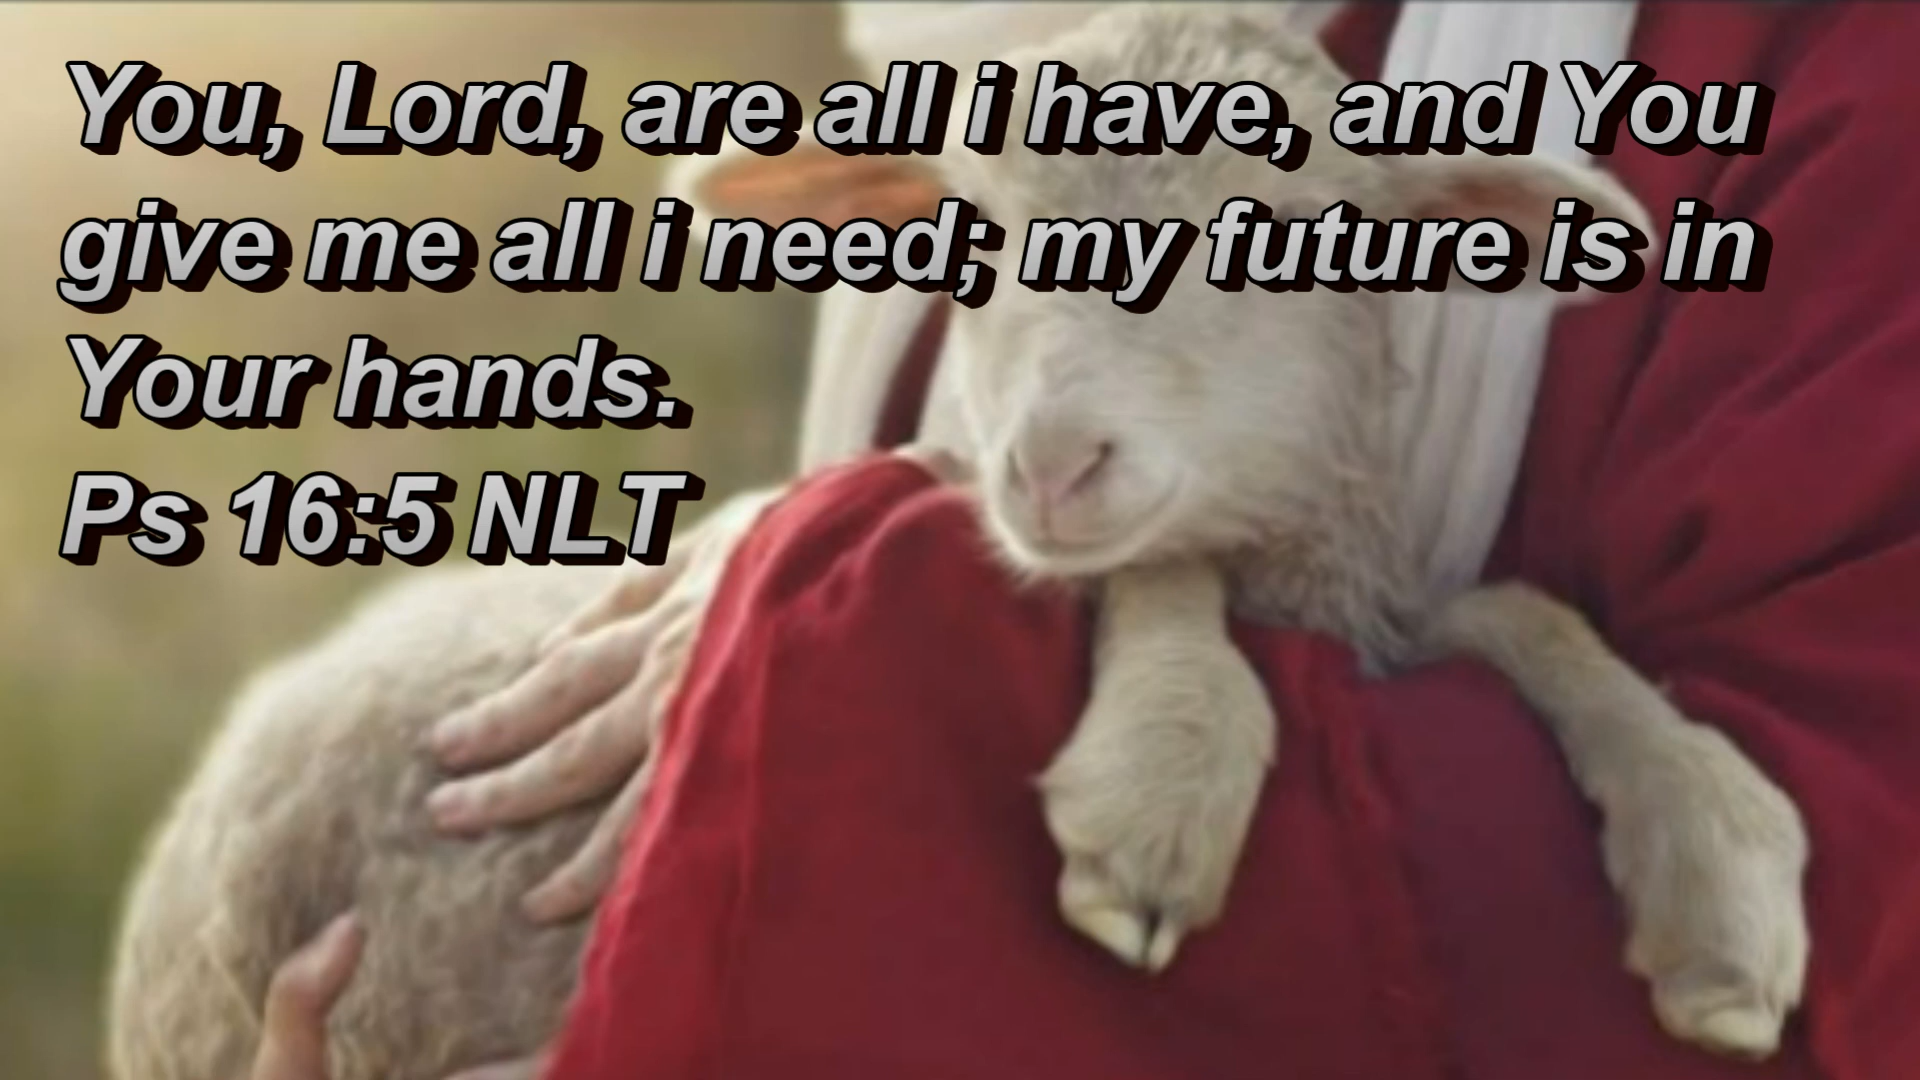 You, Lord, are all i have, and You
give me all i need; my future is in
Your hands.
Ps 16:5 NLT